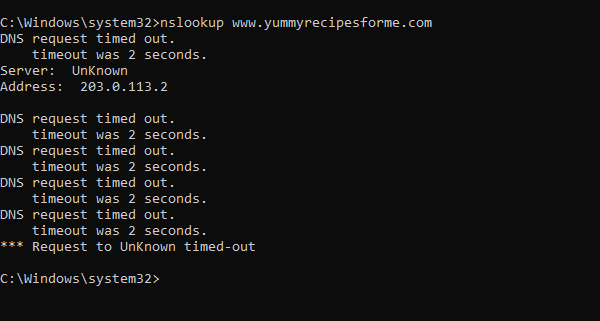 C:\Windows\system32>nslookup www.yummyrecipesforme.com
DNS request timed out.
    timeout was 2 seconds.
Server:  UnKnown
Address:  203.0.113.2

DNS request timed out.
    timeout was 2 seconds.
DNS request timed out.
    timeout was 2 seconds.
DNS request timed out.
    timeout was 2 seconds.
DNS request timed out.
    timeout was 2 seconds.
*** Request to UnKnown timed-out

C:\Windows\system32>